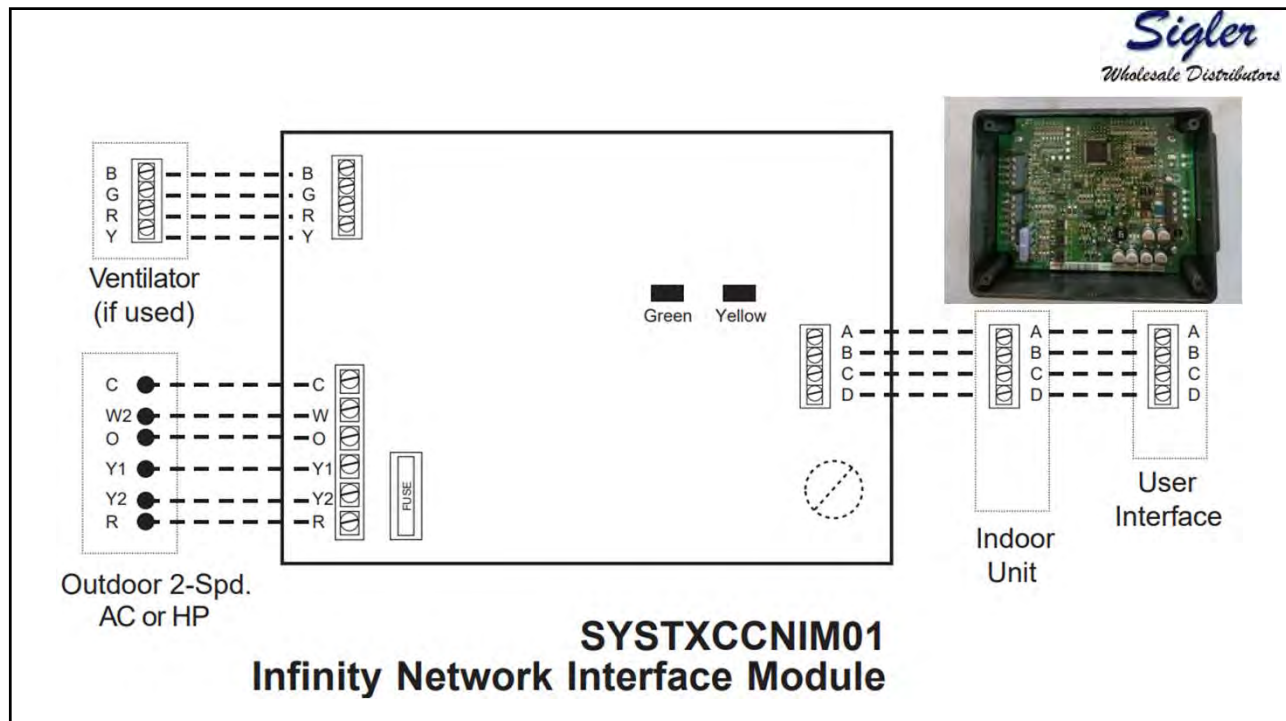 Sigler
Wholesale Distributors
B
G
R
Y
B
G
R
Y
Ventilator
(if used)
Green
Yellow
A
B
C
D
A
B
C
D
A
B
C
D
C
W2
O
Y1
Y2
R
C
W
O
Y1
Y2
R
FUSE
User
Interface
Indoor
Unit
Outdoor 2-Spd.
AC or HP
SYSTXCCNIM01
Infinity Network Interface Module